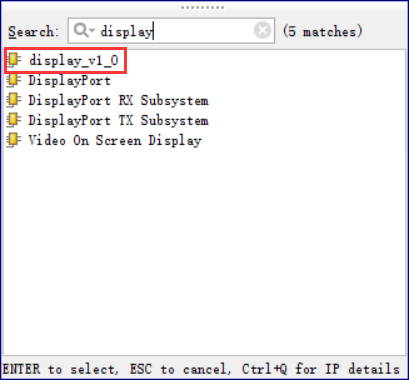 Search: display (5 matches)
display_v1_0
DisplayPort
DisplayPort RX Subsystem
DisplayPort TX Subsystem
Video On Screen Display
ENTER to select, ESC to cancel, Ctrl+Q for IP details